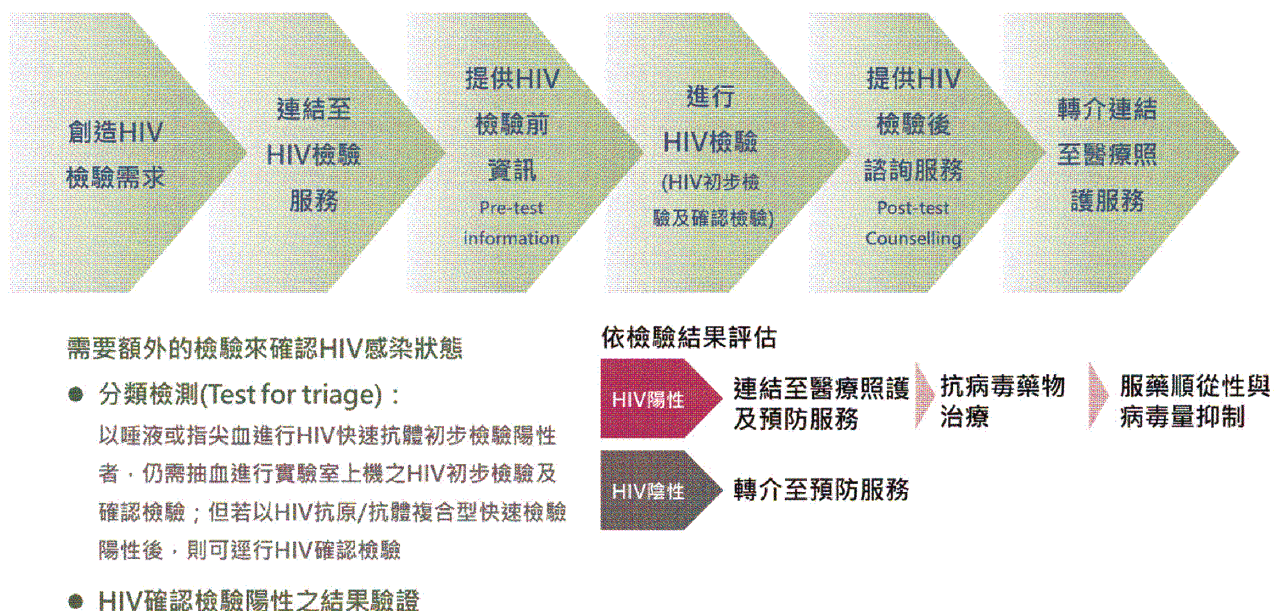 創造HIV
檢驗需求
連結至
HIV檢驗
服務
提供HIV
檢驗前
資訊
Pre-test
information
進行
HIV檢驗
(HIV初步檢
驗及確認檢驗)
提供HIV
檢驗後
諮詢服務
Post-test
Counselling
轉介連結
至醫療照
護服務
需要額外的檢驗來確認HIV感染狀態
● 分類檢測(Test for triage)：
以唾液或指尖血進行HIV快速抗體初步檢驗陽性
者，仍需抽血進行實驗室上機之HIV初步檢驗及
確認檢驗；但若以HIV抗原/抗體複合型快速檢驗
陽性後，則可逕行HIV確認檢驗
● HIV確認檢驗陽性之結果驗證
依檢驗結果評估
HIV陽性
連結至醫療照護
及預防服務
抗病毒藥物
治療
服藥順從性與
病毒量抑制
HIV陰性
轉介至預防服務